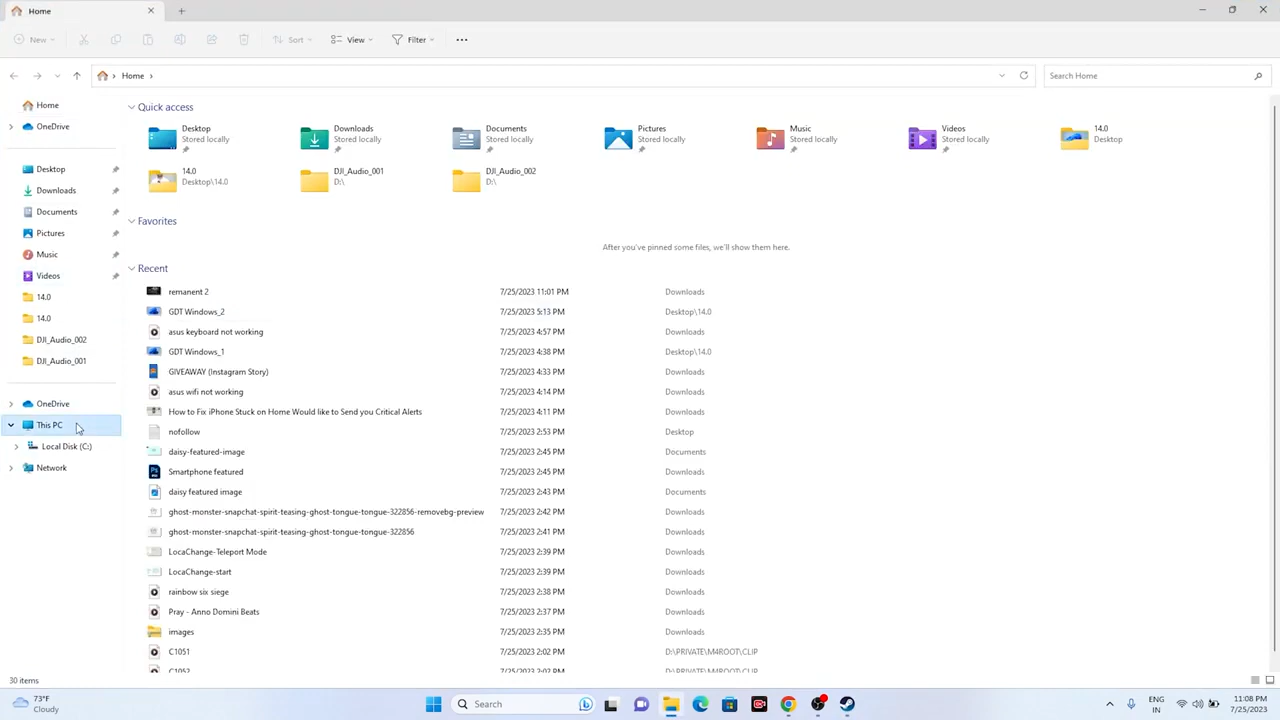 Home
New
Sort
View
Filter
Home
Search Home
Home
OneDrive
Desktop
Downloads
Documents
Pictures
Music
Videos
14.0
14.0
DJI_Audio_002
DJI_Audio_001
OneDrive
This PC
Local Disk (C:)
Network
Quick access
Desktop
Stored locally
Downloads
Stored locally
Documents
Stored locally
Pictures
Stored locally
Music
Stored locally
Videos
Stored locally
14.0
Desktop
14.0
Desktop\14.0
DJI_Audio_001
D:\
DJI_Audio_002
D:\
Favorites
After you've pinned some files, we'll show them here.
Recent
remanent 2 7/25/2023 11:01 PM Downloads
GDT Windows_2 7/25/2023 5:13 PM Desktop\14.0
asus keyboard not working 7/25/2023 4:57 PM Downloads
GDT Windows_1 7/25/2023 4:38 PM Desktop\14.0
GIVEAWAY (Instagram Story) 7/25/2023 4:33 PM Downloads
asus wifi not working 7/25/2023 4:14 PM Downloads
How to Fix iPhone Stuck on Home Would like to Send you Critical Alerts 7/25/2023 4:11 PM Downloads
nofollow 7/25/2023 2:53 PM Desktop
daisy-featured-image 7/25/2023 2:45 PM Documents
Smartphone featured 7/25/2023 2:45 PM Downloads
daisy featured image 7/25/2023 2:43 PM Documents
ghost-monster-snapchat-spirit-teasing-ghost-tongue-tongue-322856-removebg-preview 7/25/2023 2:42 PM Downloads
ghost-monster-snapchat-spirit-teasing-ghost-tongue-tongue-322856 7/25/2023 2:41 PM Downloads
LocaChange-Teleport Mode 7/25/2023 2:39 PM Downloads
LocaChange-start 7/25/2023 2:39 PM Downloads
rainbow six siege 7/25/2023 2:38 PM Downloads
Pray - Anno Domini Beats 7/25/2023 2:37 PM Downloads
images 7/25/2023 2:35 PM Downloads
C1051 7/25/2023 2:02 PM D:\PRIVATE\M4ROOT\CLIP
C1052 7/25/2023 2:02 PM D:\PRIVATE\M4ROOT\CLIP
30 items
73°F
Cloudy
Search
ENG
IN
11:08 PM
7/25/2023